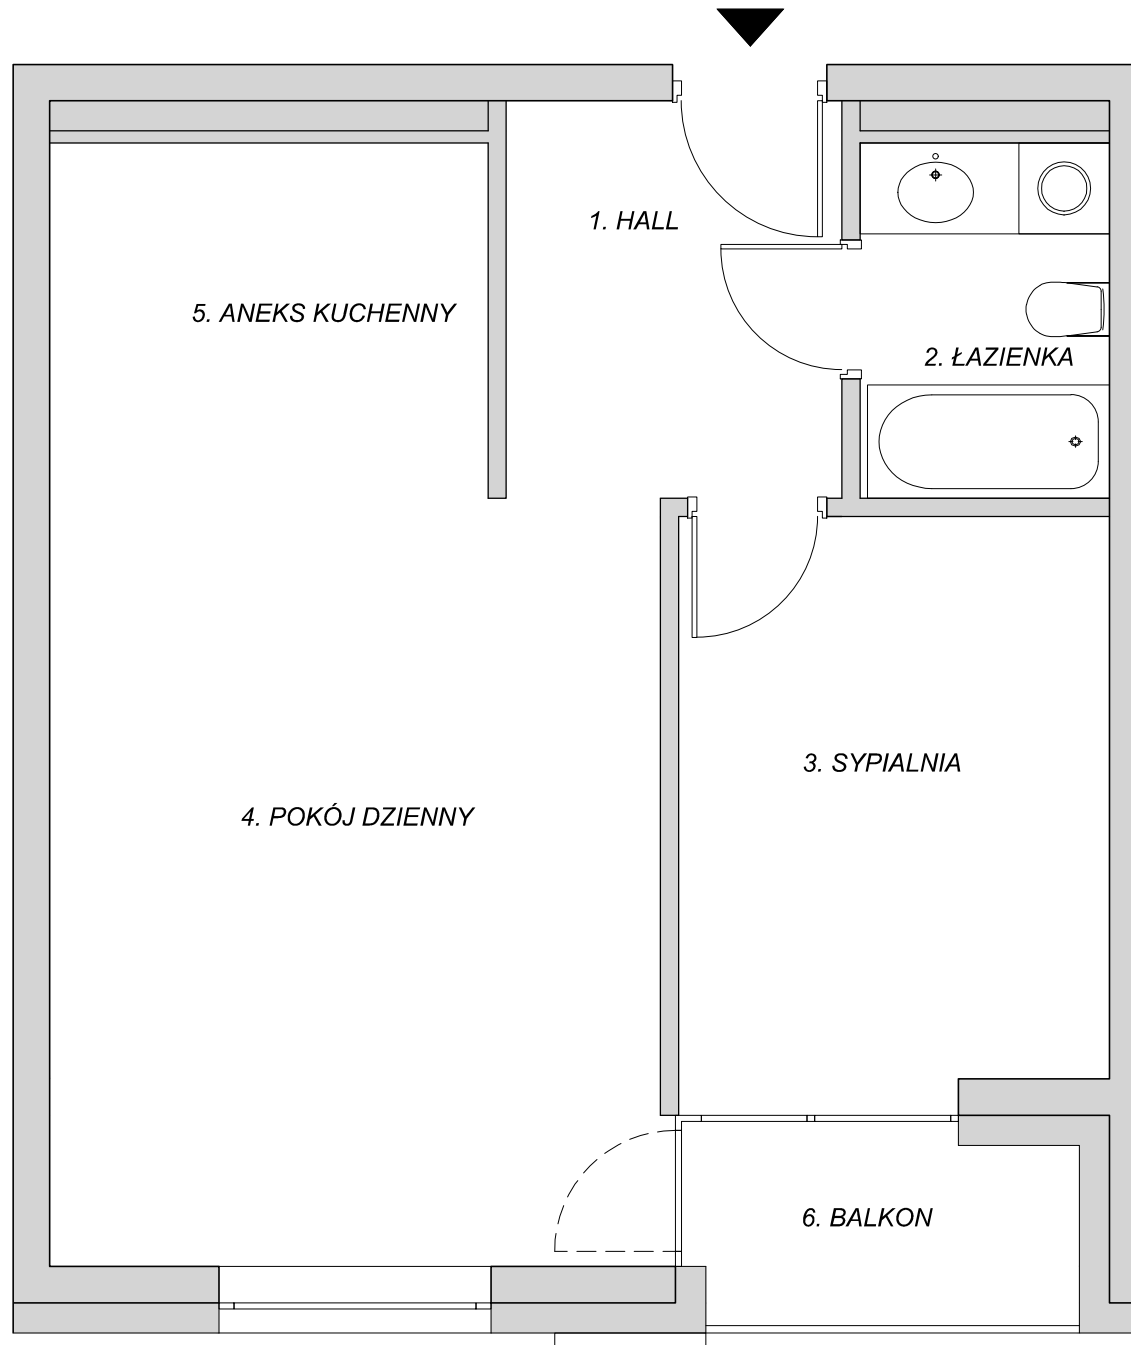 1. HALL
5. ANEKS KUCHENNY
2. ŁAZIENKA
3. SYPIALNIA
4. POKÓJ DZIENNY
6. BALKON